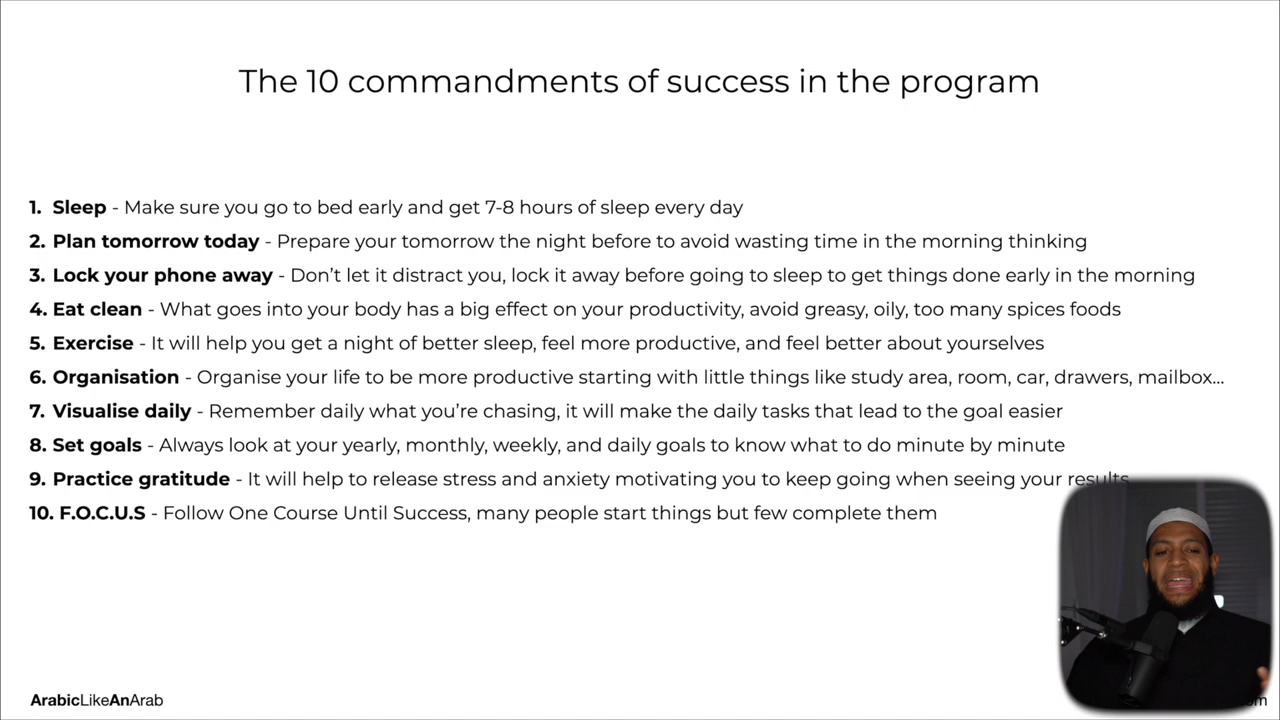 The 10 commandments of success in the program
1. Sleep - Make sure you go to bed early and get 7-8 hours of sleep every day
2. Plan tomorrow today - Prepare your tomorrow the night before to avoid wasting time in the morning thinking
3. Lock your phone away - Don’t let it distract you, lock it away before going to sleep to get things done early in the morning
4. Eat clean - What goes into your body has a big effect on your productivity, avoid greasy, oily, too many spices foods
5. Exercise - It will help you get a night of better sleep, feel more productive, and feel better about yourselves
6. Organisation - Organise your life to be more productive starting with little things like study area, room, car, drawers, mailbox...
7. Visualise daily - Remember daily what you’re chasing, it will make the daily tasks that lead to the goal easier
8. Set goals - Always look at your yearly, monthly, weekly, and daily goals to know what to do minute by minute
9. Practice gratitude - It will help to release stress and anxiety motivating you to keep going when seeing your results
10. F.O.C.U.S - Follow One Course Until Success, many people start things but few complete them
ArabicLikeAnArab